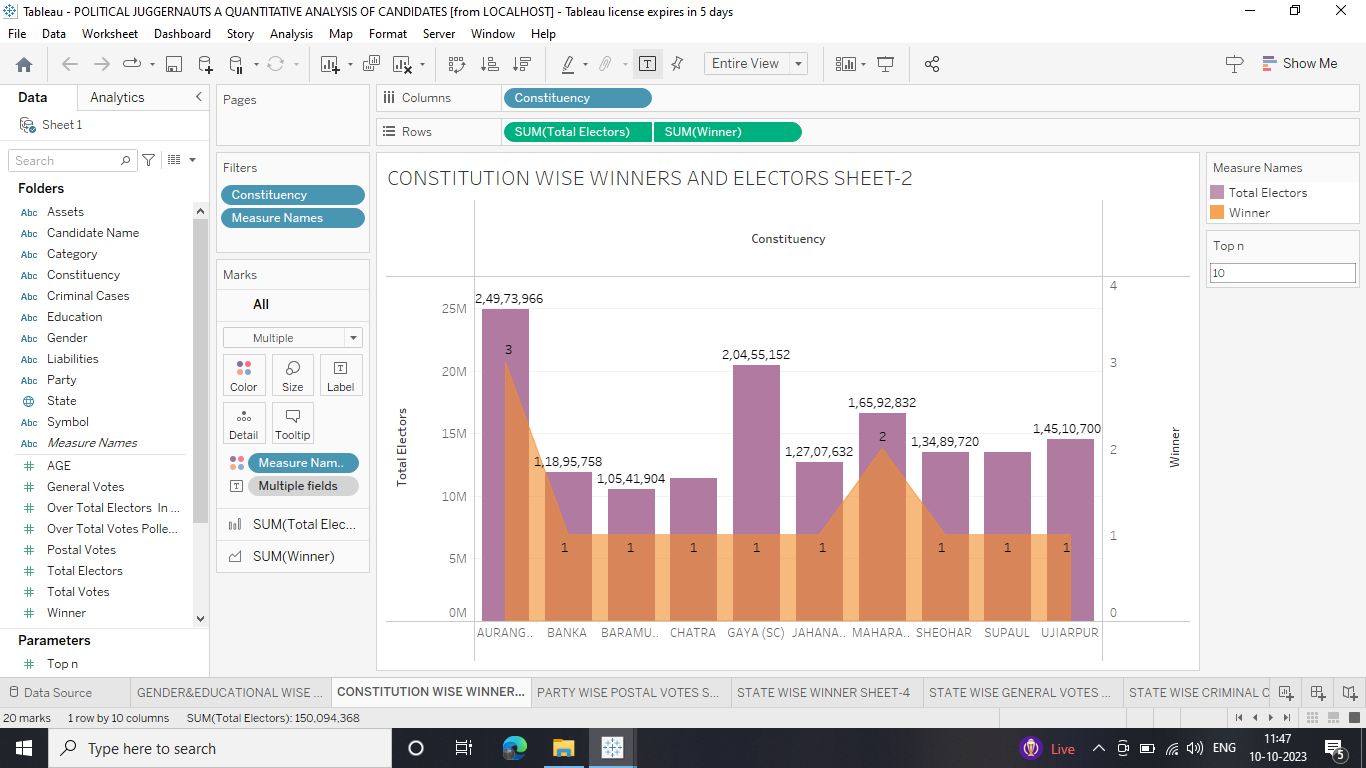 Tableau - POLITICAL JUGGERNAUTS A QUANTITATIVE ANALYSIS OF CANDIDATES [from LOCALHOST] - Tableau license expires in 5 days
File Data Worksheet Dashboard Story Analysis Map Format Server Window Help
Entire View
Show Me
Data Analytics
Sheet 1
Search
Folders
Abc Assets
Abc Candidate Name
Abc Category
Abc Constituency
Abc Criminal Cases
Abc Education
Abc Gender
Abc Liabilities
Abc Party
State
Abc Symbol
Abc Measure Names
AGE
General Votes
Over Total Electors In ...
Over Total Votes Polle...
Postal Votes
Total Electors
Total Votes
Winner
Parameters
Top n
Pages
Filters
Constituency
Measure Names
Marks
All
Multiple
Color Size Label
Detail Tooltip
Measure Nam..
Multiple fields
SUM(Total Elec...
SUM(Winner)
Columns Constituency
Rows SUM(Total Electors) SUM(Winner)
CONSTITUTION WISE WINNERS AND ELECTORS SHEET-2
Constituency
Total Electors
25M
20M
15M
10M
5M
0M
2,49,73,966
1,18,95,758
1,05,41,904
2,04,55,152
1,27,07,632
1,65,92,832
1,34,89,720
1,45,10,700
3 1 1 1 1 1 2 1 1 1
4
3
2
1
0
Winner
AURANG.. BANKA BARAMU.. CHATRA GAYA (SC) JAHANA.. MAHARA.. SHEOHAR SUPAUL UJIARPUR
Measure Names
Total Electors
Winner
Top n
10
Data Source GENDER&EDUCATIONAL WISE ... CONSTITUTION WISE WINNER... PARTY WISE POSTAL VOTES S... STATE WISE WINNER SHEET-4 STATE WISE GENERAL VOTES ... STATE WISE CRIMINAL C
20 marks 1 row by 10 columns SUM(Total Electors): 150,094,368
Type here to search
Live
ENG
11:47
10-10-2023
5